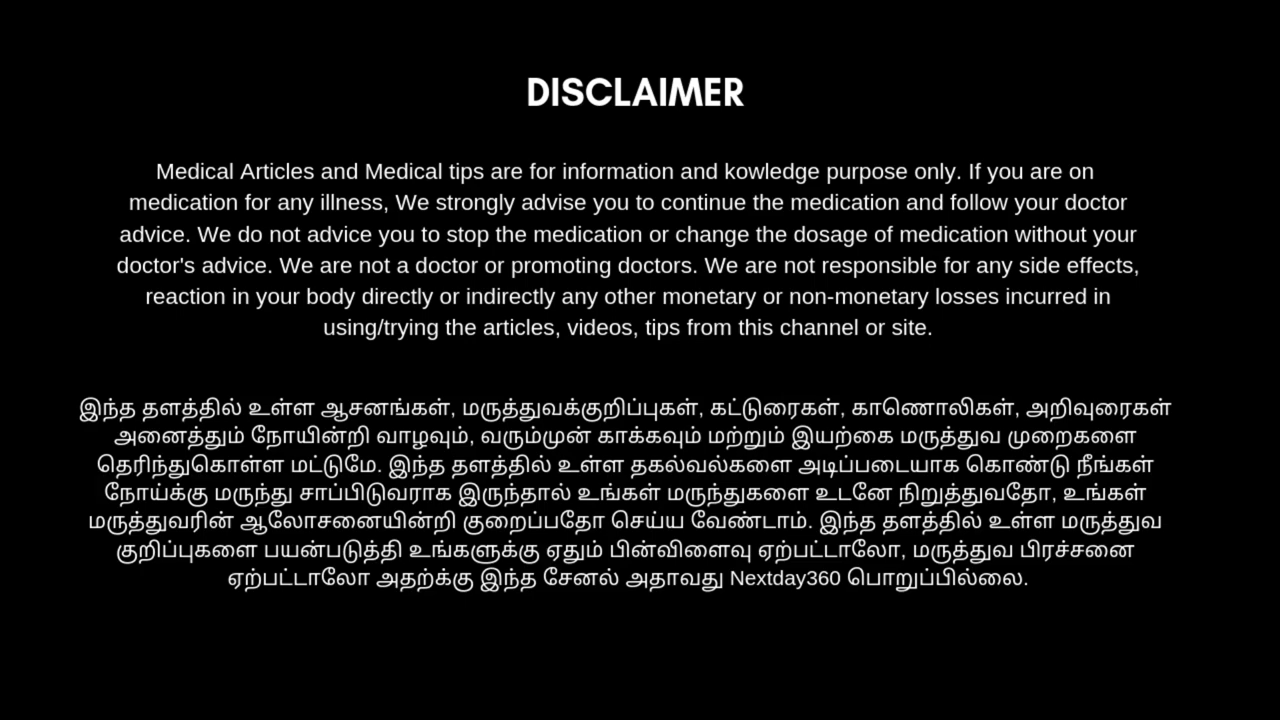 DISCLAIMER
Medical Articles and Medical tips are for information and kowledge purpose only. If you are on
medication for any illness, We strongly advise you to continue the medication and follow your doctor
advice. We do not advice you to stop the medication or change the dosage of medication without your
doctor's advice. We are not a doctor or promoting doctors. We are not responsible for any side effects,
reaction in your body directly or indirectly any other monetary or non-monetary losses incurred in
using/trying the articles, videos, tips from this channel or site.
இந்த தளத்தில் உள்ள ஆசனங்கள், மருத்துவக்குறிப்புகள், கட்டுரைகள், காணொலிகள், அறிவுரைகள்
அனைத்தும் நோயின்றி வாழவும், வரும்முன் காக்கவும் மற்றும் இயற்கை மருத்துவ முறைகளை
தெரிந்துகொள்ள மட்டுமே. இந்த தளத்தில் உள்ள தகல்வல்களை அடிப்படையாக கொண்டு நீங்கள்
நோய்க்கு மருந்து சாப்பிடுவராக இருந்தால் உங்கள் மருந்துகளை உடனே நிறுத்துவதோ, உங்கள்
மருத்துவரின் ஆலோசனையின்றி குறைப்பதோ செய்ய வேண்டாம். இந்த தளத்தில் உள்ள மருத்துவ
குறிப்புகளை பயன்படுத்தி உங்களுக்கு ஏதும் பின்விளைவு ஏற்பட்டாலோ, மருத்துவ பிரச்சனை
ஏற்பட்டாலோ அதற்க்கு இந்த சேனல் அதாவது Nextday360 பொறுப்பில்லை.